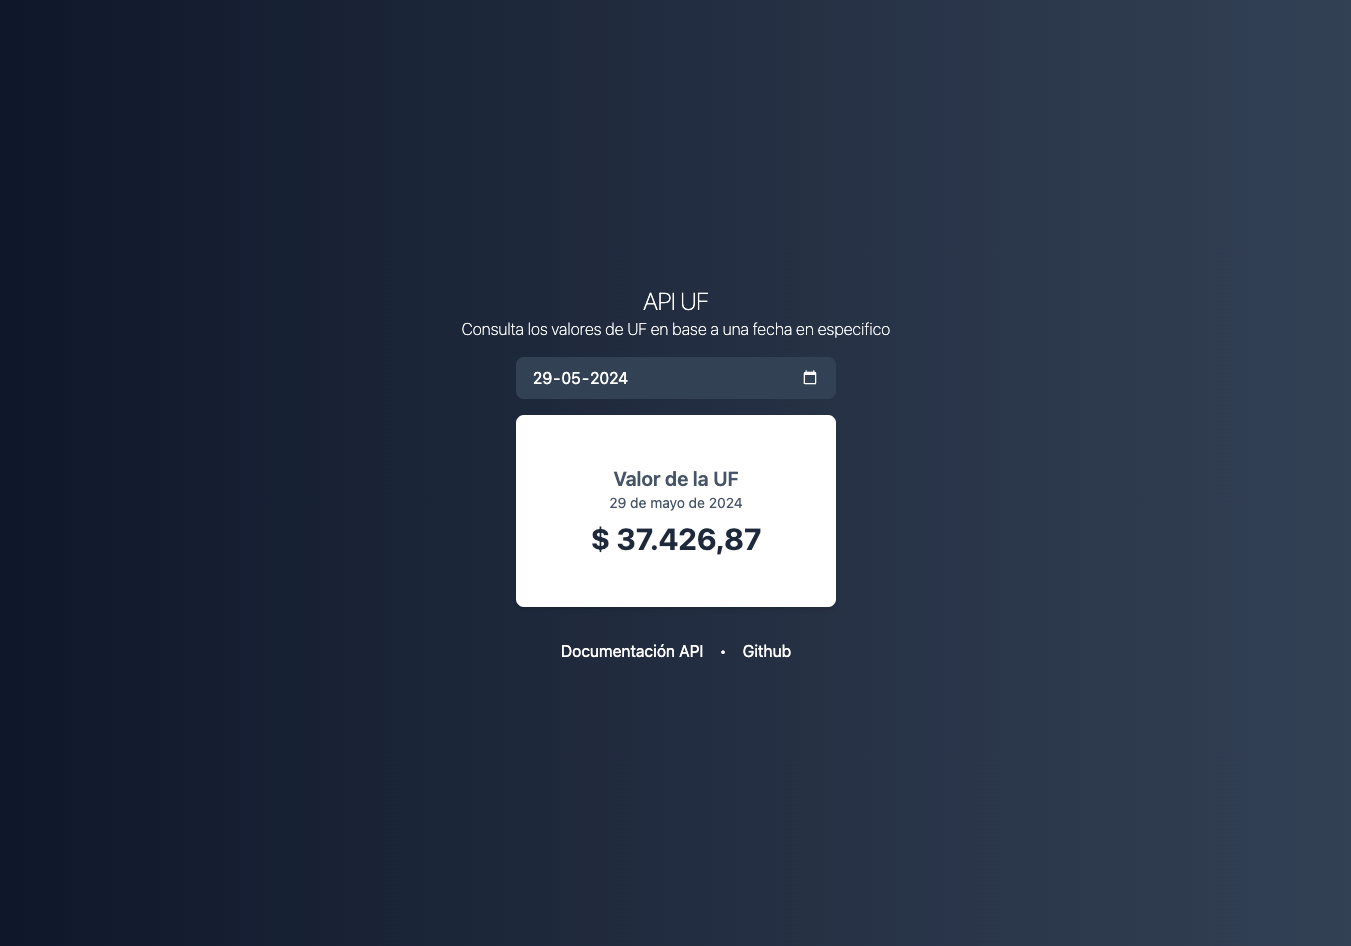 API UF
Consulta los valores de UF en base a una fecha en especifico
29-05-2024
Valor de la UF
29 de mayo de 2024
$ 37.426,87
Documentación API • Github